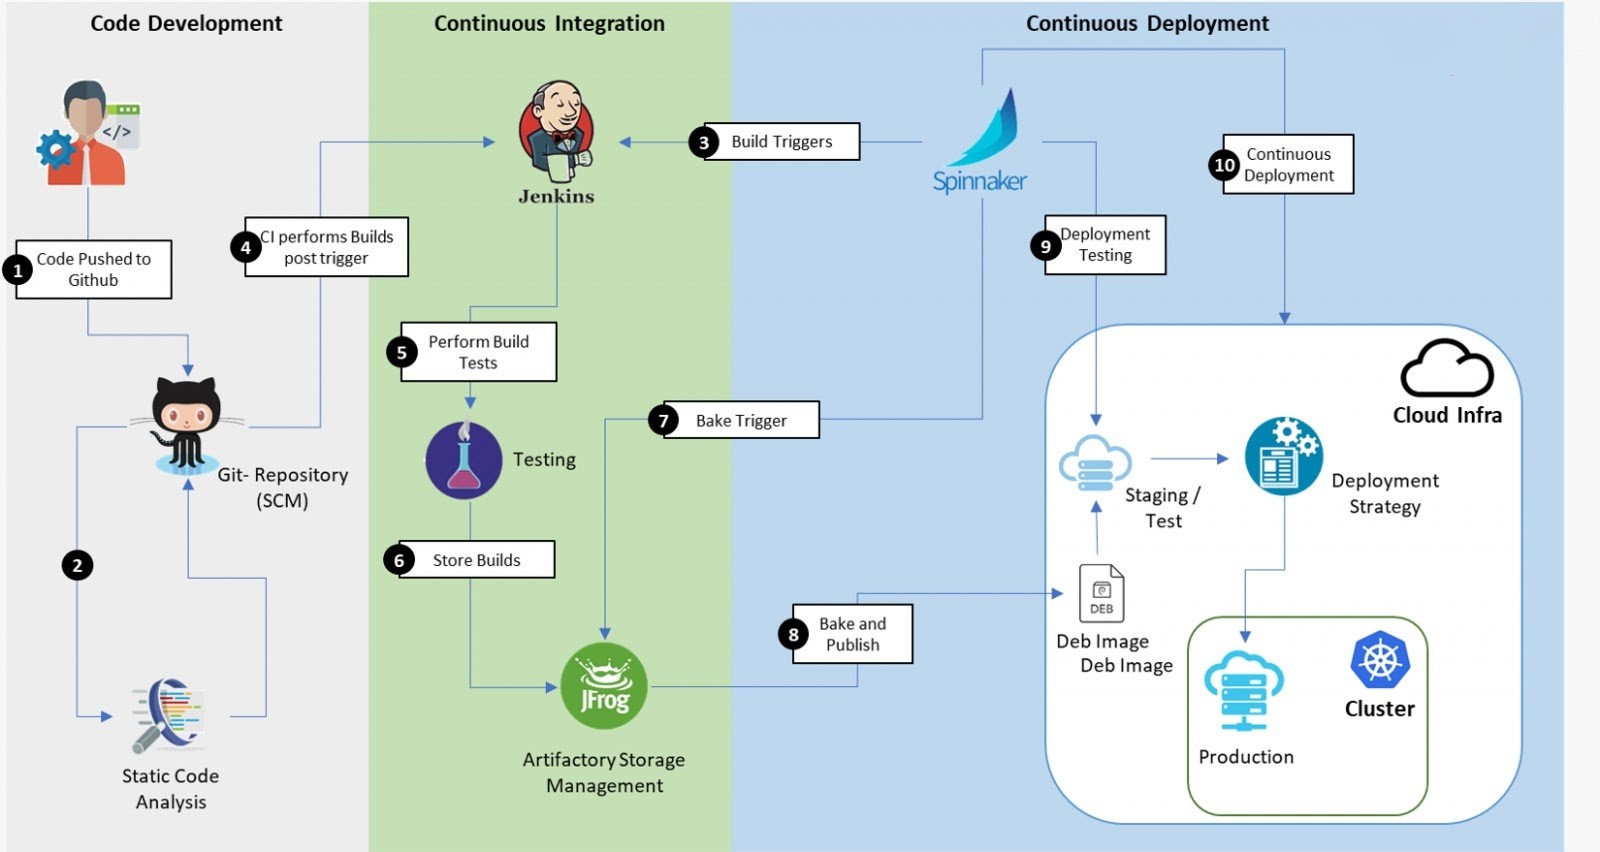 Code Development
Continuous Integration
Continuous Deployment
</>
Jenkins
3
Build Triggers
Spinnaker
10
Continuous
Deployment
1
Code Pushed to
Github
4
CI performs Builds
post trigger
9
Deployment
Testing
5
Perform Build
Tests
Cloud Infra
7
Bake Trigger
Testing
Git- Repository
(SCM)
Staging /
Test
Deployment
Strategy
2
6
Store Builds
DEB
8
Bake and
Publish
Deb Image
Deb Image
JFrog
Cluster
Artifactory Storage
Management
Production
Static Code
Analysis